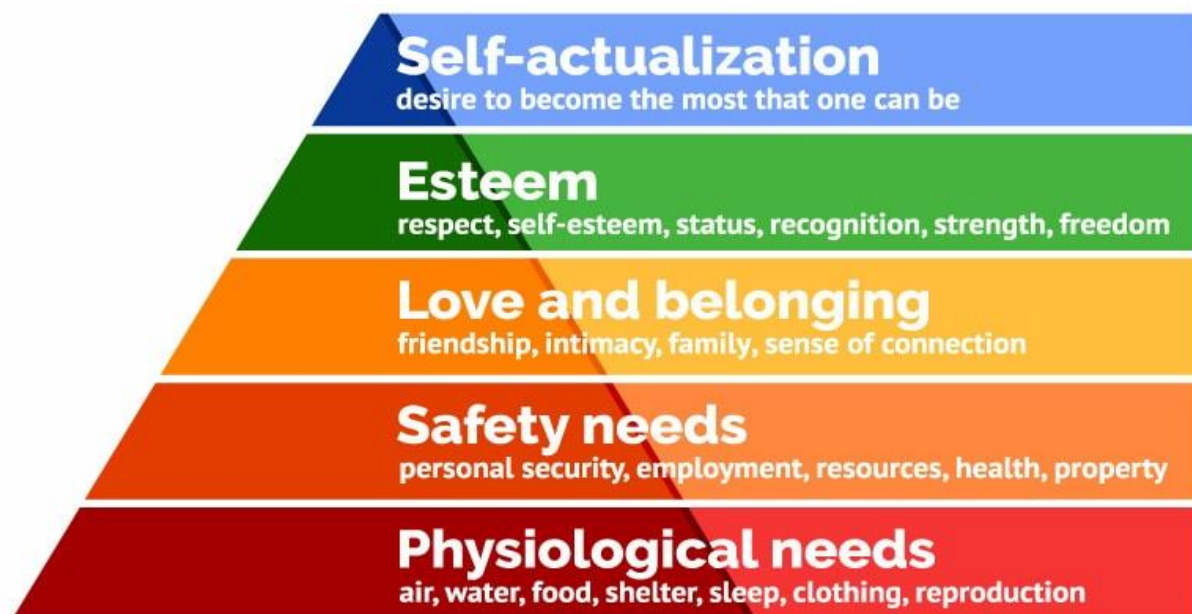 Self-actualization
desire to become the most that one can be
Esteem
respect, self-esteem, status, recognition, strength, freedom
Love and belonging
friendship, intimacy, family, sense of connection
Safety needs
personal security, employment, resources, health, property
Physiological needs
air, water, food, shelter, sleep, clothing, reproduction